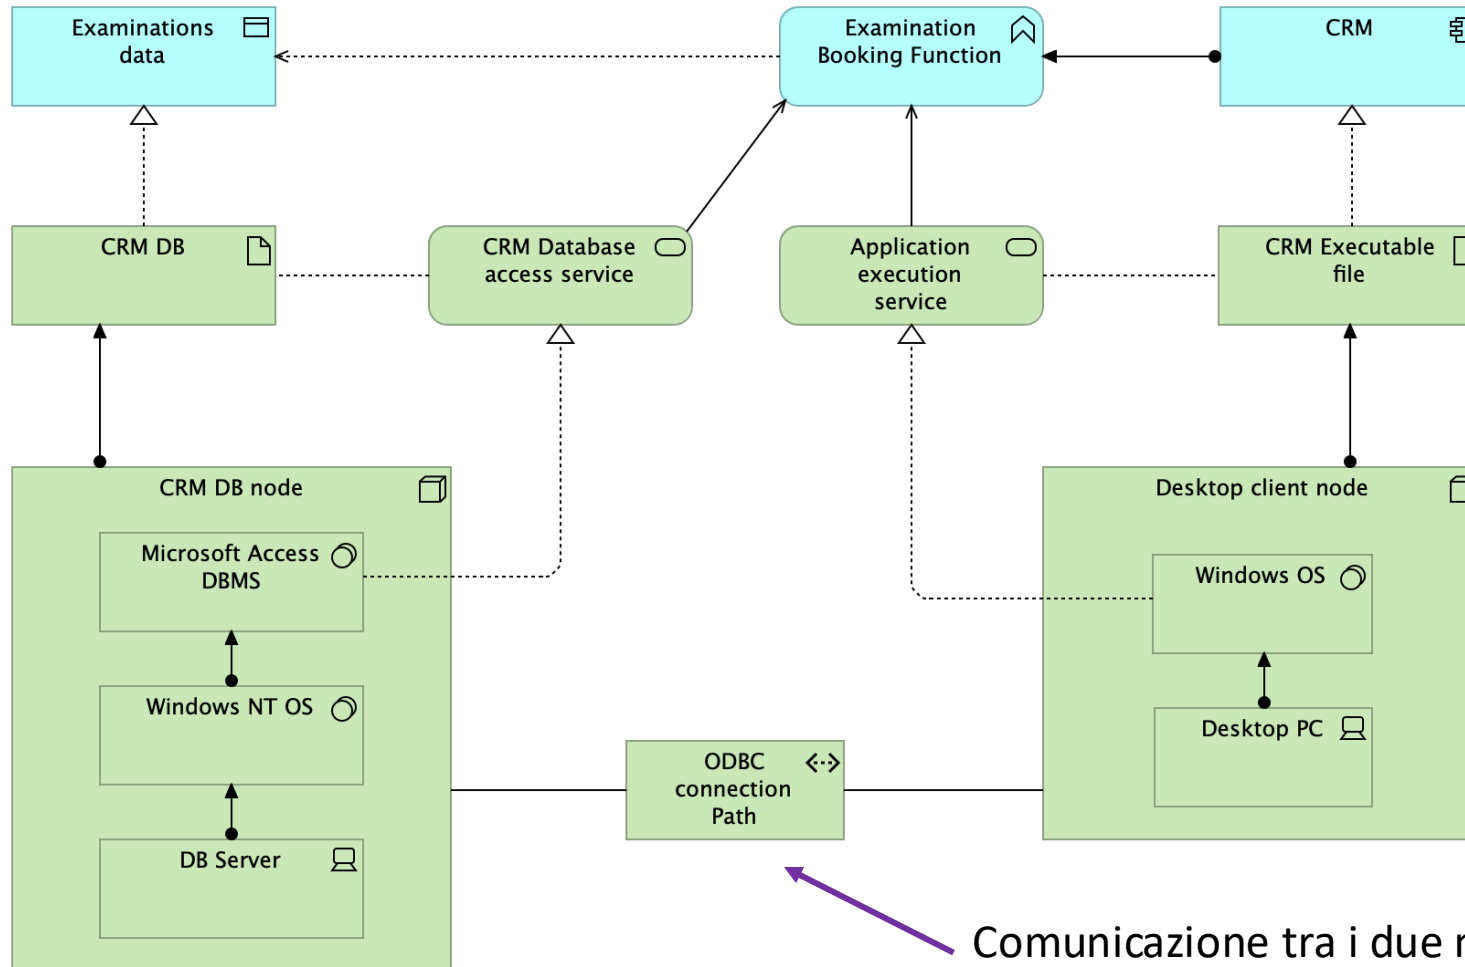 Examinations
data
Examination
Booking Function
CRM
CRM DB
CRM Database
access service
Application
execution
service
CRM Executable
file
CRM DB node
Desktop client node
Microsoft Access
DBMS
Windows OS
Windows NT OS
Desktop PC
ODBC
connection
Path
DB Server
Comunicazione tra i due